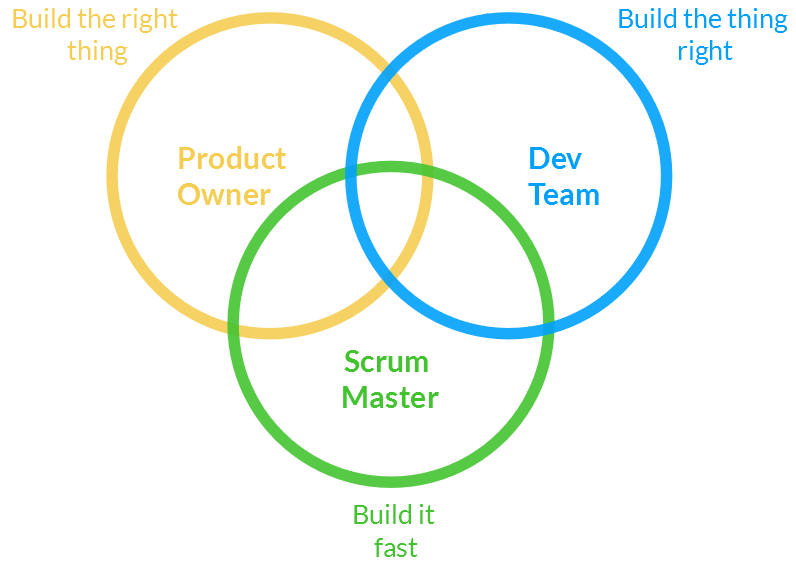 Build the right
thing
Build the thing
right
Product
Owner
Dev
Team
Scrum
Master
Build it
fast